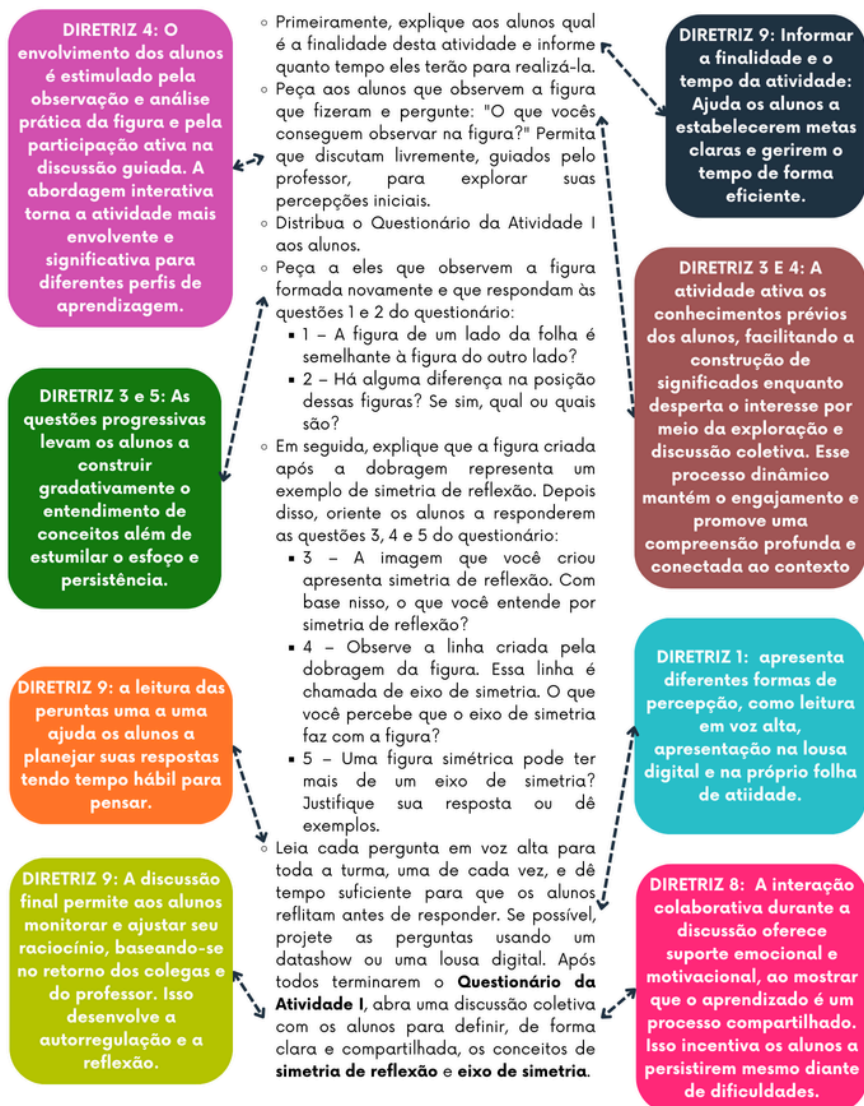 DIRETRIZ 4: O
envolvimento dos alunos
é estimulado pela
observação e análise
prática da figura e pela
participação ativa na
discussão guiada. A
abordagem interativa
torna a atividade mais
envolvente e
significativa para
diferentes perfis de
aprendizagem.
DIRETRIZ 3 e 5: As
questões progressivas
levam os alunos a
construir
gradativamente o
entendimento de
conceitos além de
estumilar o esfoço e
persistência.
DIRETRIZ 9: a leitura das
peruntas uma a uma
ajuda os alunos a
planejar suas respostas
tendo tempo hábil para
pensar.
DIRETRIZ 9: A discussão
final permite aos alunos
monitorar e ajustar seu
raciocínio, baseando-se
no retorno dos colegas e
do professor. Isso
desenvolve a
autorregulação e a
reflexão.
Primeiramente, explique aos alunos qual
é a finalidade desta atividade e informe
quanto tempo eles terão para realizá-la.
Peça aos alunos que observem a figura
que fizeram e pergunte: "O que vocês
conseguem observar na figura?" Permita
que discutam livremente, guiados pelo
professor, para explorar suas
percepções iniciais.
Distribua o Questionário da Atividade I
aos alunos.
Peça a eles que observem a figura
formada novamente e que respondam às
questões 1 e 2 do questionário:
1 – A figura de um lado da folha é
semelhante à figura do outro lado?
2 – Há alguma diferença na posição
dessas figuras? Se sim, qual ou quais
são?
Em seguida, explique que a figura criada
após a dobragem representa um
exemplo de simetria de reflexão. Depois
disso, oriente os alunos a responderem
as questões 3, 4 e 5 do questionário:
3 – A imagem que você criou
apresenta simetria de reflexão. Com
base nisso, o que você entende por
simetria de reflexão?
4 – Observe a linha criada pela
dobragem da figura. Essa linha é
chamada de eixo de simetria. O que
você percebe que o eixo de simetria
faz com a figura?
5 – Uma figura simétrica pode ter
mais de um eixo de simetria?
Justifique sua resposta ou dê
exemplos.
Leia cada pergunta em voz alta para
toda a turma, uma de cada vez, e dê
tempo suficiente para que os alunos
reflitam antes de responder. Se possível,
projete as perguntas usando um
datashow ou uma lousa digital. Após
todos terminarem o Questionário da
Atividade I, abra uma discussão coletiva
com os alunos para definir, de forma
clara e compartilhada, os conceitos de
simetria de reflexão e eixo de simetria.
DIRETRIZ 9: Informar
a finalidade e o
tempo da atividade:
Ajuda os alunos a
estabelecerem metas
claras e gerirem o
tempo de forma
eficiente.
DIRETRIZ 3 E 4: A
atividade ativa os
conhecimentos prévios
dos alunos, facilitando a
construção de
significados enquanto
desperta o interesse por
meio da exploração e
discussão coletiva. Esse
processo dinâmico
mantém o engajamento e
promove uma
compreensão profunda e
conectada ao contexto
DIRETRIZ 1: apresenta
diferentes formas de
percepção, como leitura
em voz alta,
apresentação na lousa
digital e na próprio folha
de atiidade.
DIRETRIZ 8: A interação
colaborativa durante a
discussão oferece
suporte emocional e
motivacional, ao mostrar
que o aprendizado é um
processo compartilhado.
Isso incentiva os alunos a
persistirem mesmo diante
de dificuldades.